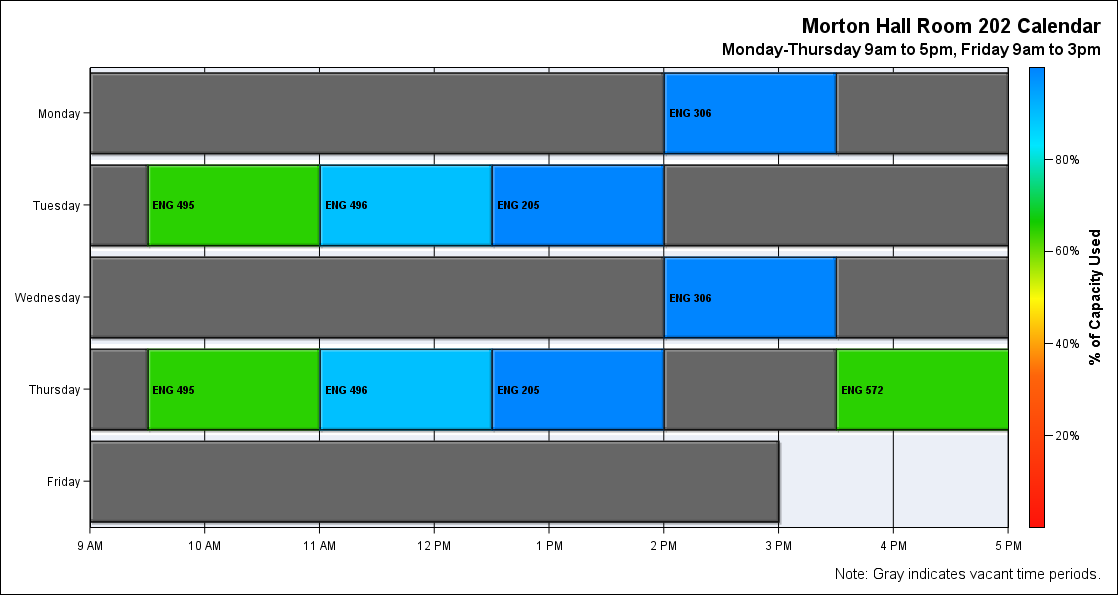 Morton Hall Room 202 Calendar
Monday-Thursday 9am to 5pm, Friday 9am to 3pm
Monday
ENG 306
Tuesday
ENG 495
ENG 496
ENG 205
Wednesday
ENG 306
Thursday
ENG 495
ENG 496
ENG 205
ENG 572
Friday
9 AM
10 AM
11 AM
12 PM
1 PM
2 PM
3 PM
4 PM
5 PM
80%
60%
40%
20%
% of Capacity Used
Note: Gray indicates vacant time periods.